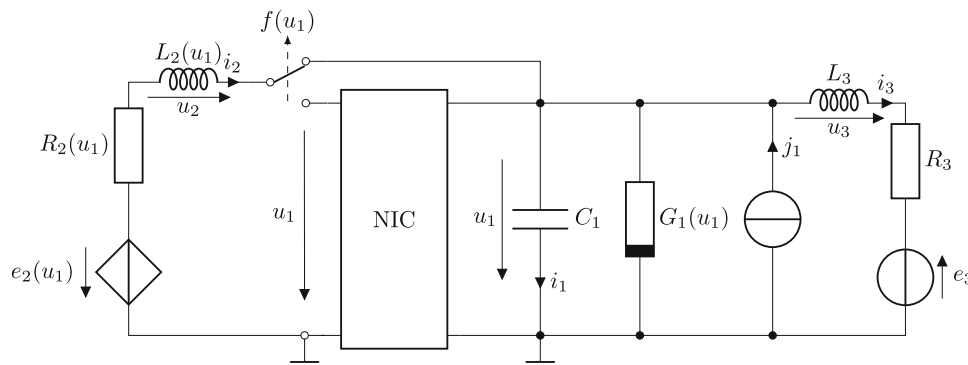 f(u₁)
L₂(u₁)
i₂
u₂
R₂(u₁)
e₂(u₁)
u₁
NIC
u₁
C₁
i₁
G₁(u₁)
j₁
L₃
i₃
u₃
R₃
e₃